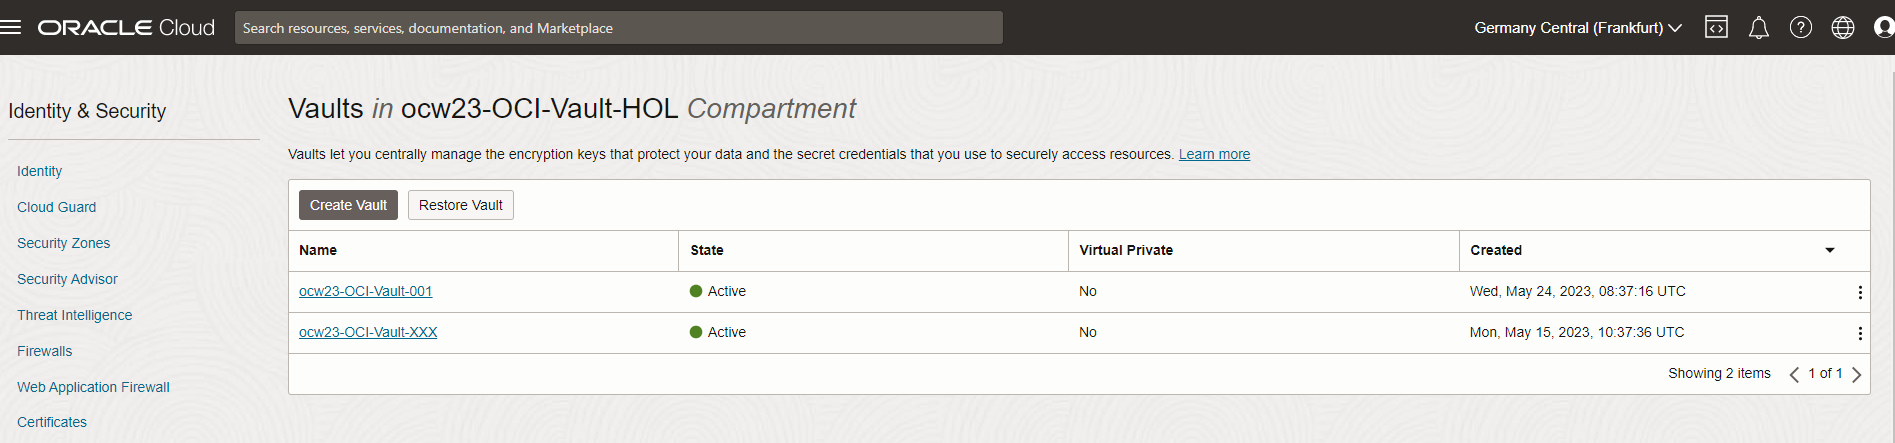 ORACLE Cloud
Search resources, services, documentation, and Marketplace
Germany Central (Frankfurt)
Identity & Security
Identity
Cloud Guard
Security Zones
Security Advisor
Threat Intelligence
Firewalls
Web Application Firewall
Certificates
Vaults in ocw23-OCI-Vault-HOL Compartment
Vaults let you centrally manage the encryption keys that protect your data and the secret credentials that you use to securely access resources. Learn more
Create Vault Restore Vault
Name State Virtual Private Created
ocw23-OCI-Vault-001 Active No Wed, May 24, 2023, 08:37:16 UTC
ocw23-OCI-Vault-XXX Active No Mon, May 15, 2023, 10:37:36 UTC
Showing 2 items < 1 of 1 >